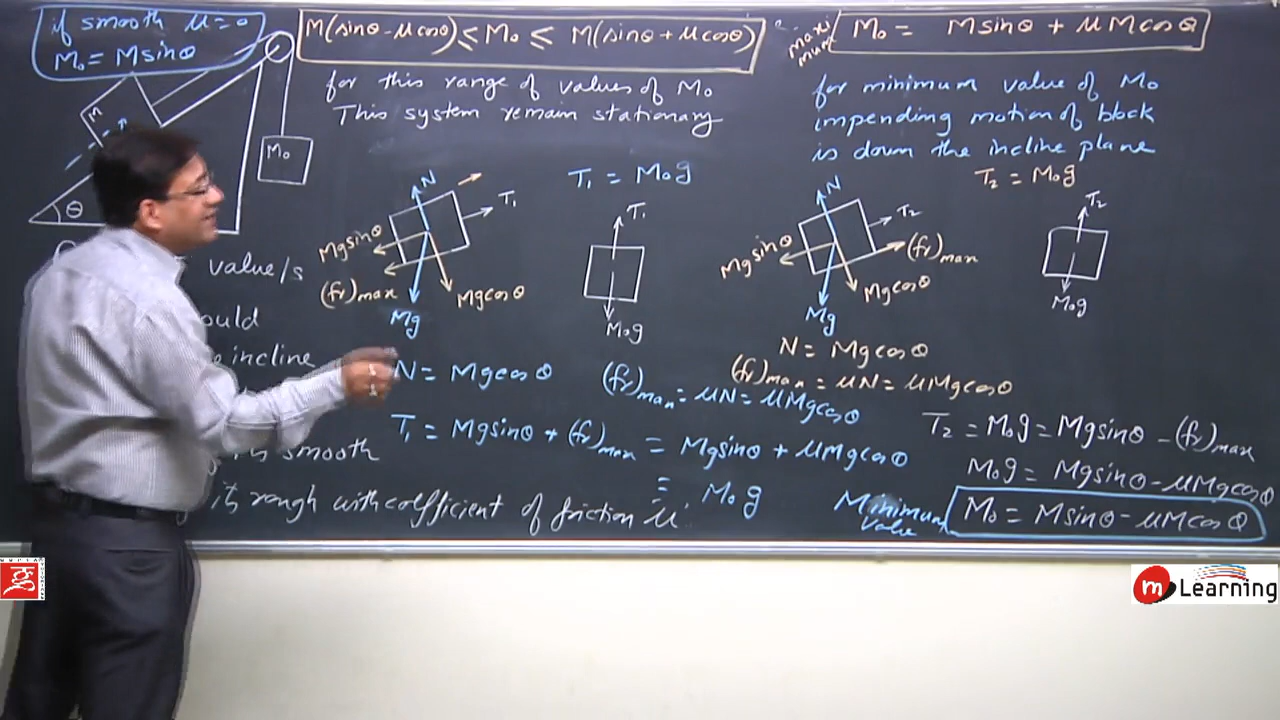 if smooth μ = 0
M₀ = Msinθ
M(sinθ - μcosθ) ≤ M₀ ≤ M(sinθ + μcosθ)
for this range of values of M₀
This system remain stationary
maxi
mum
M₀ = Msinθ + μMcosθ
for minimum value of M₀
impending motion of block
is down the incline plane
M
M₀
θ
value/s
ould
incline
smooth
it's rough with coefficient of friction μ
T₁ = M₀g
N
T₁
Mgsinθ
(fr)max
Mgcosθ
Mg
T₁
M₀g
N = Mgcosθ
(fr)max = μN = μMgcosθ
T₁ = Mgsinθ + (fr)max = Mgsinθ + μMgcosθ
= M₀g
T₂ = M₀g
N
T₂
Mgsinθ
(fr)max
Mgcosθ
Mg
T₂
M₀g
N = Mgcosθ
(fr)max = μN = μMgcosθ
T₂ = M₀g = Mgsinθ - (fr)max
M₀g = Mgsinθ - μMgcosθ
Minimum
value
M₀ = Msinθ - μMcosθ
m Learning